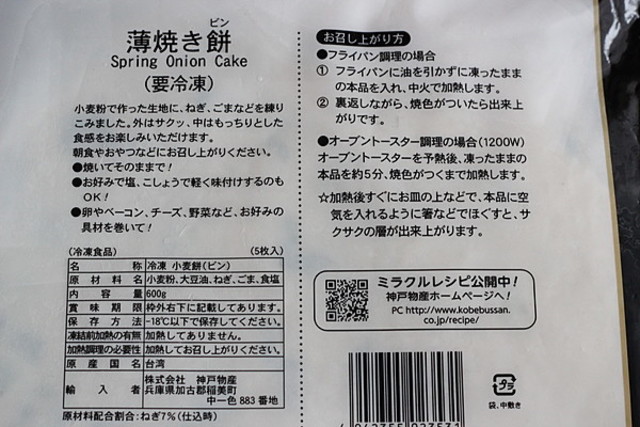 ビン
薄焼き餅
Spring Onion Cake
(要冷凍)
小麦粉で作った生地に、ねぎ、ごまなどを練り
こみました。外はサクッ、中はもっちりとした
食感をお楽しみいただけます。
朝食やおやつなどにお召し上がりください。
●焼いてそのままで!
●お好みで塩、こしょうで軽く味付けするのも
OK!
●卵やベーコン、チーズ、野菜など、お好みの
具材を巻いて!
(冷凍食品) (5枚入)
名称 冷凍 小麦餅(ビン)
原材料名 小麦粉、大豆油、ねぎ、ごま、食塩
内容量 600g
賞味期限 枠外右下に記載してあります。
保存方法 -18℃以下で保存してください。
凍結前加熱の有無 加熱してありません。
加熱調理の必要性 加熱してお召し上がりください。
原産国名 台湾
輸入者 株式会社 神戸物産
兵庫県加古郡稲美町
中一色 883 番地
原材料配合割合:ねぎ7%(仕込時)
お召し上がり方
●フライパン調理の場合
① フライパンに油を引かずに凍ったまま
の本品を入れ、中火で加熱します。
② 裏返しながら、焼色がついたら出来上
がりです。
●オーブントースター調理の場合(1200W)
オーブントースターを予熱後、凍ったままの
本品を約5分、焼色がつくまで加熱します。
☆加熱後すぐにお皿の上などで、本品に空
気を入れるように箸などでほぐすと、サ
クサクの層が出来上がります。
ミラクルレシピ公開中!
神戸物産ホームページへ!
PC http://www.kobebussan.
co.jp/recipe/
プラ
袋、中敷き